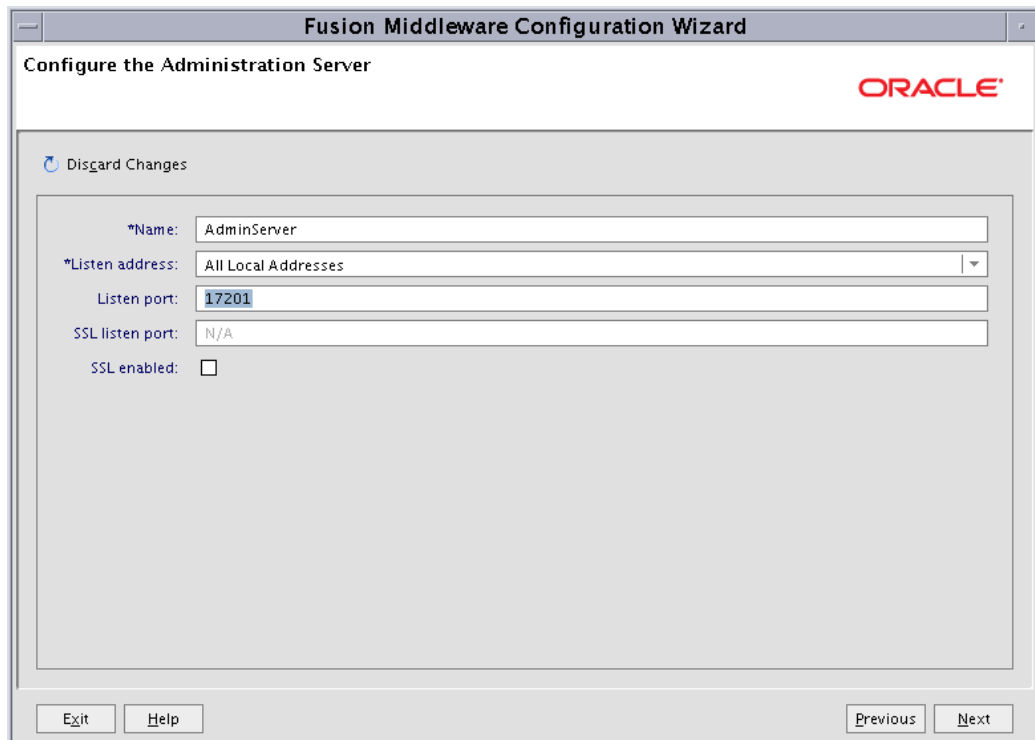 Fusion Middleware Configuration Wizard
Configure the Administration Server
ORACLE
Discard Changes
*Name: AdminServer
*Listen address: All Local Addresses
Listen port: 17201
SSL listen port: N/A
SSL enabled:
Exit Help Previous Next